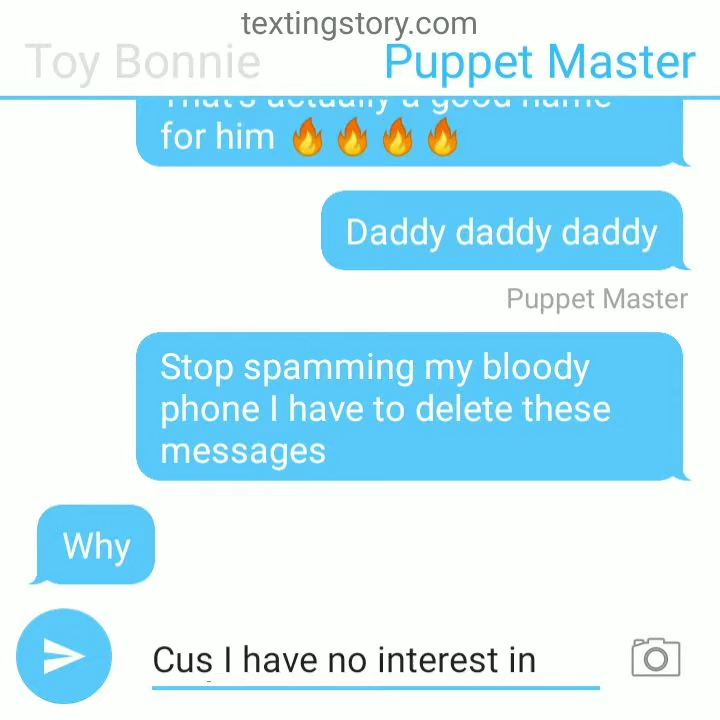 textingstory.com
Toy Bonnie
Puppet Master
That's actually a good name
for him 🔥 🔥 🔥 🔥
Daddy daddy daddy
Puppet Master
Stop spamming my bloody
phone I have to delete these
messages
Why
Cus I have no interest in